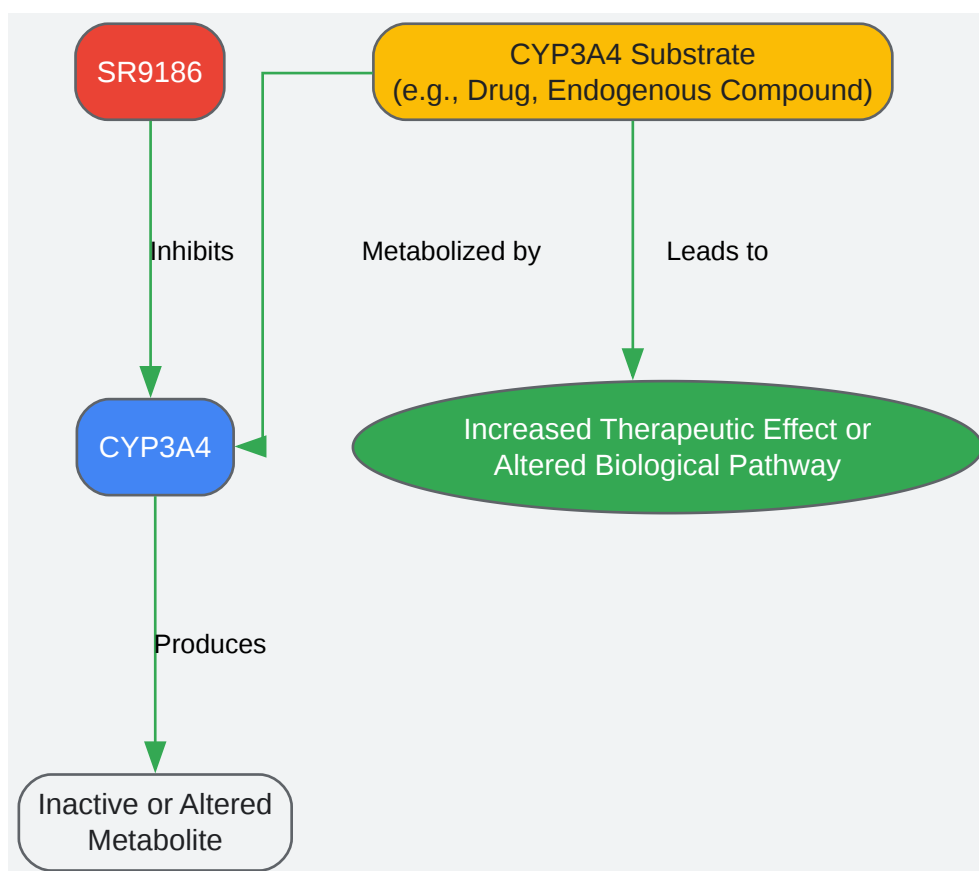 SR9186
CYP3A4 Substrate
(e.g., Drug, Endogenous Compound)
Inhibits
Metabolized by
Leads to
CYP3A4
Increased Therapeutic Effect or
Altered Biological Pathway
Produces
Inactive or Altered
Metabolite